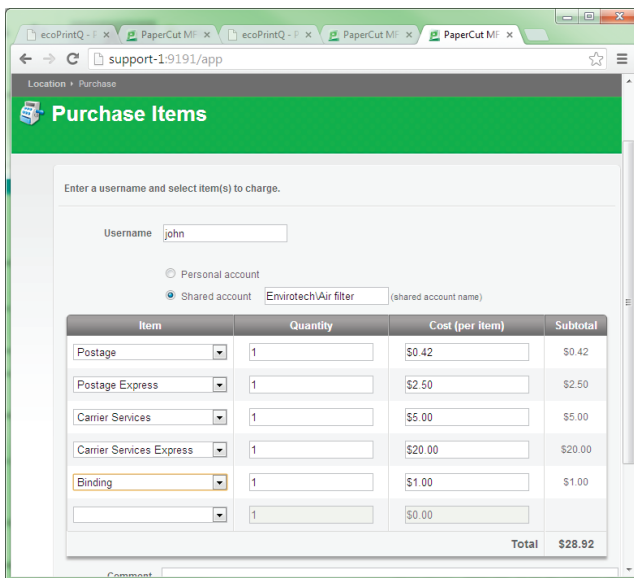 ecoPrintQ - P
PaperCut MF
ecoPrintQ - P
PaperCut MF
PaperCut MF
support-1:9191/app
Location Purchase
Purchase Items
Enter a username and select item(s) to charge.
Username john
Personal account
Shared account Envirotech\Air filter (shared account name)
Item Quantity Cost (per item) Subtotal
Postage 1 $0.42 $0.42
Postage Express 1 $2.50 $2.50
Carrier Services 1 $5.00 $5.00
Carrier Services Express 1 $20.00 $20.00
Binding 1 $1.00 $1.00
1 $0.00
Total $28.92
Comment